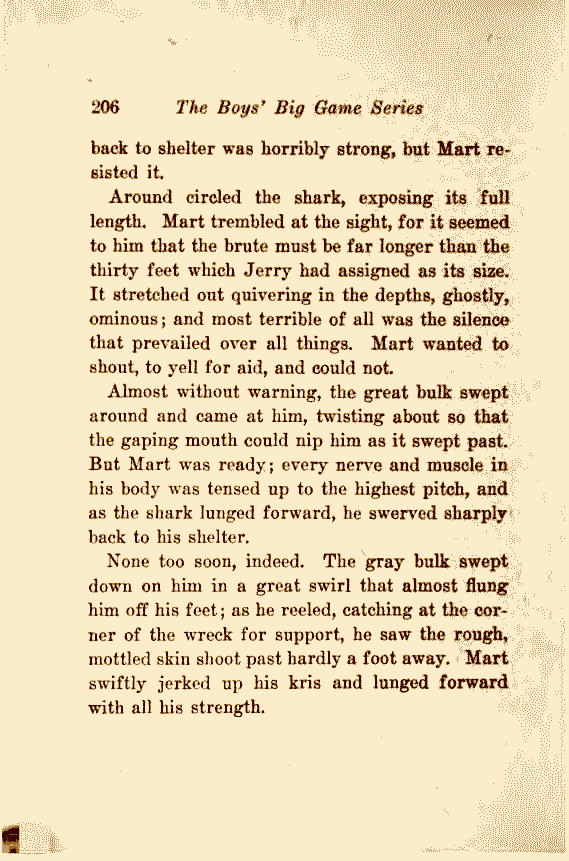 206 The Boys' Big Game Series
back to shelter was horribly strong, but Mart re-
sisted it.
Around circled the shark, exposing its full
length. Mart trembled at the sight, for it seemed
to him that the brute must be far longer than the
thirty feet which Jerry had assigned as its size.
It stretched out quivering in the depths, ghostly,
ominous; and most terrible of all was the silence
that prevailed over all things. Mart wanted to
shout, to yell for aid, and could not.
Almost without warning, the great bulk swept
around and came at him, twisting about so that
the gaping mouth could nip him as it swept past.
But Mart was ready; every nerve and muscle in
his body was tensed up to the highest pitch, and
as the shark lunged forward, he swerved sharply
back to his shelter.
None too soon, indeed. The gray bulk swept
down on him in a great swirl that almost flung
him off his feet; as he reeled, catching at the cor-
ner of the wreck for support, he saw the rough,
mottled skin shoot past hardly a foot away. Mart
swiftly jerked up his kris and lunged forward
with all his strength.